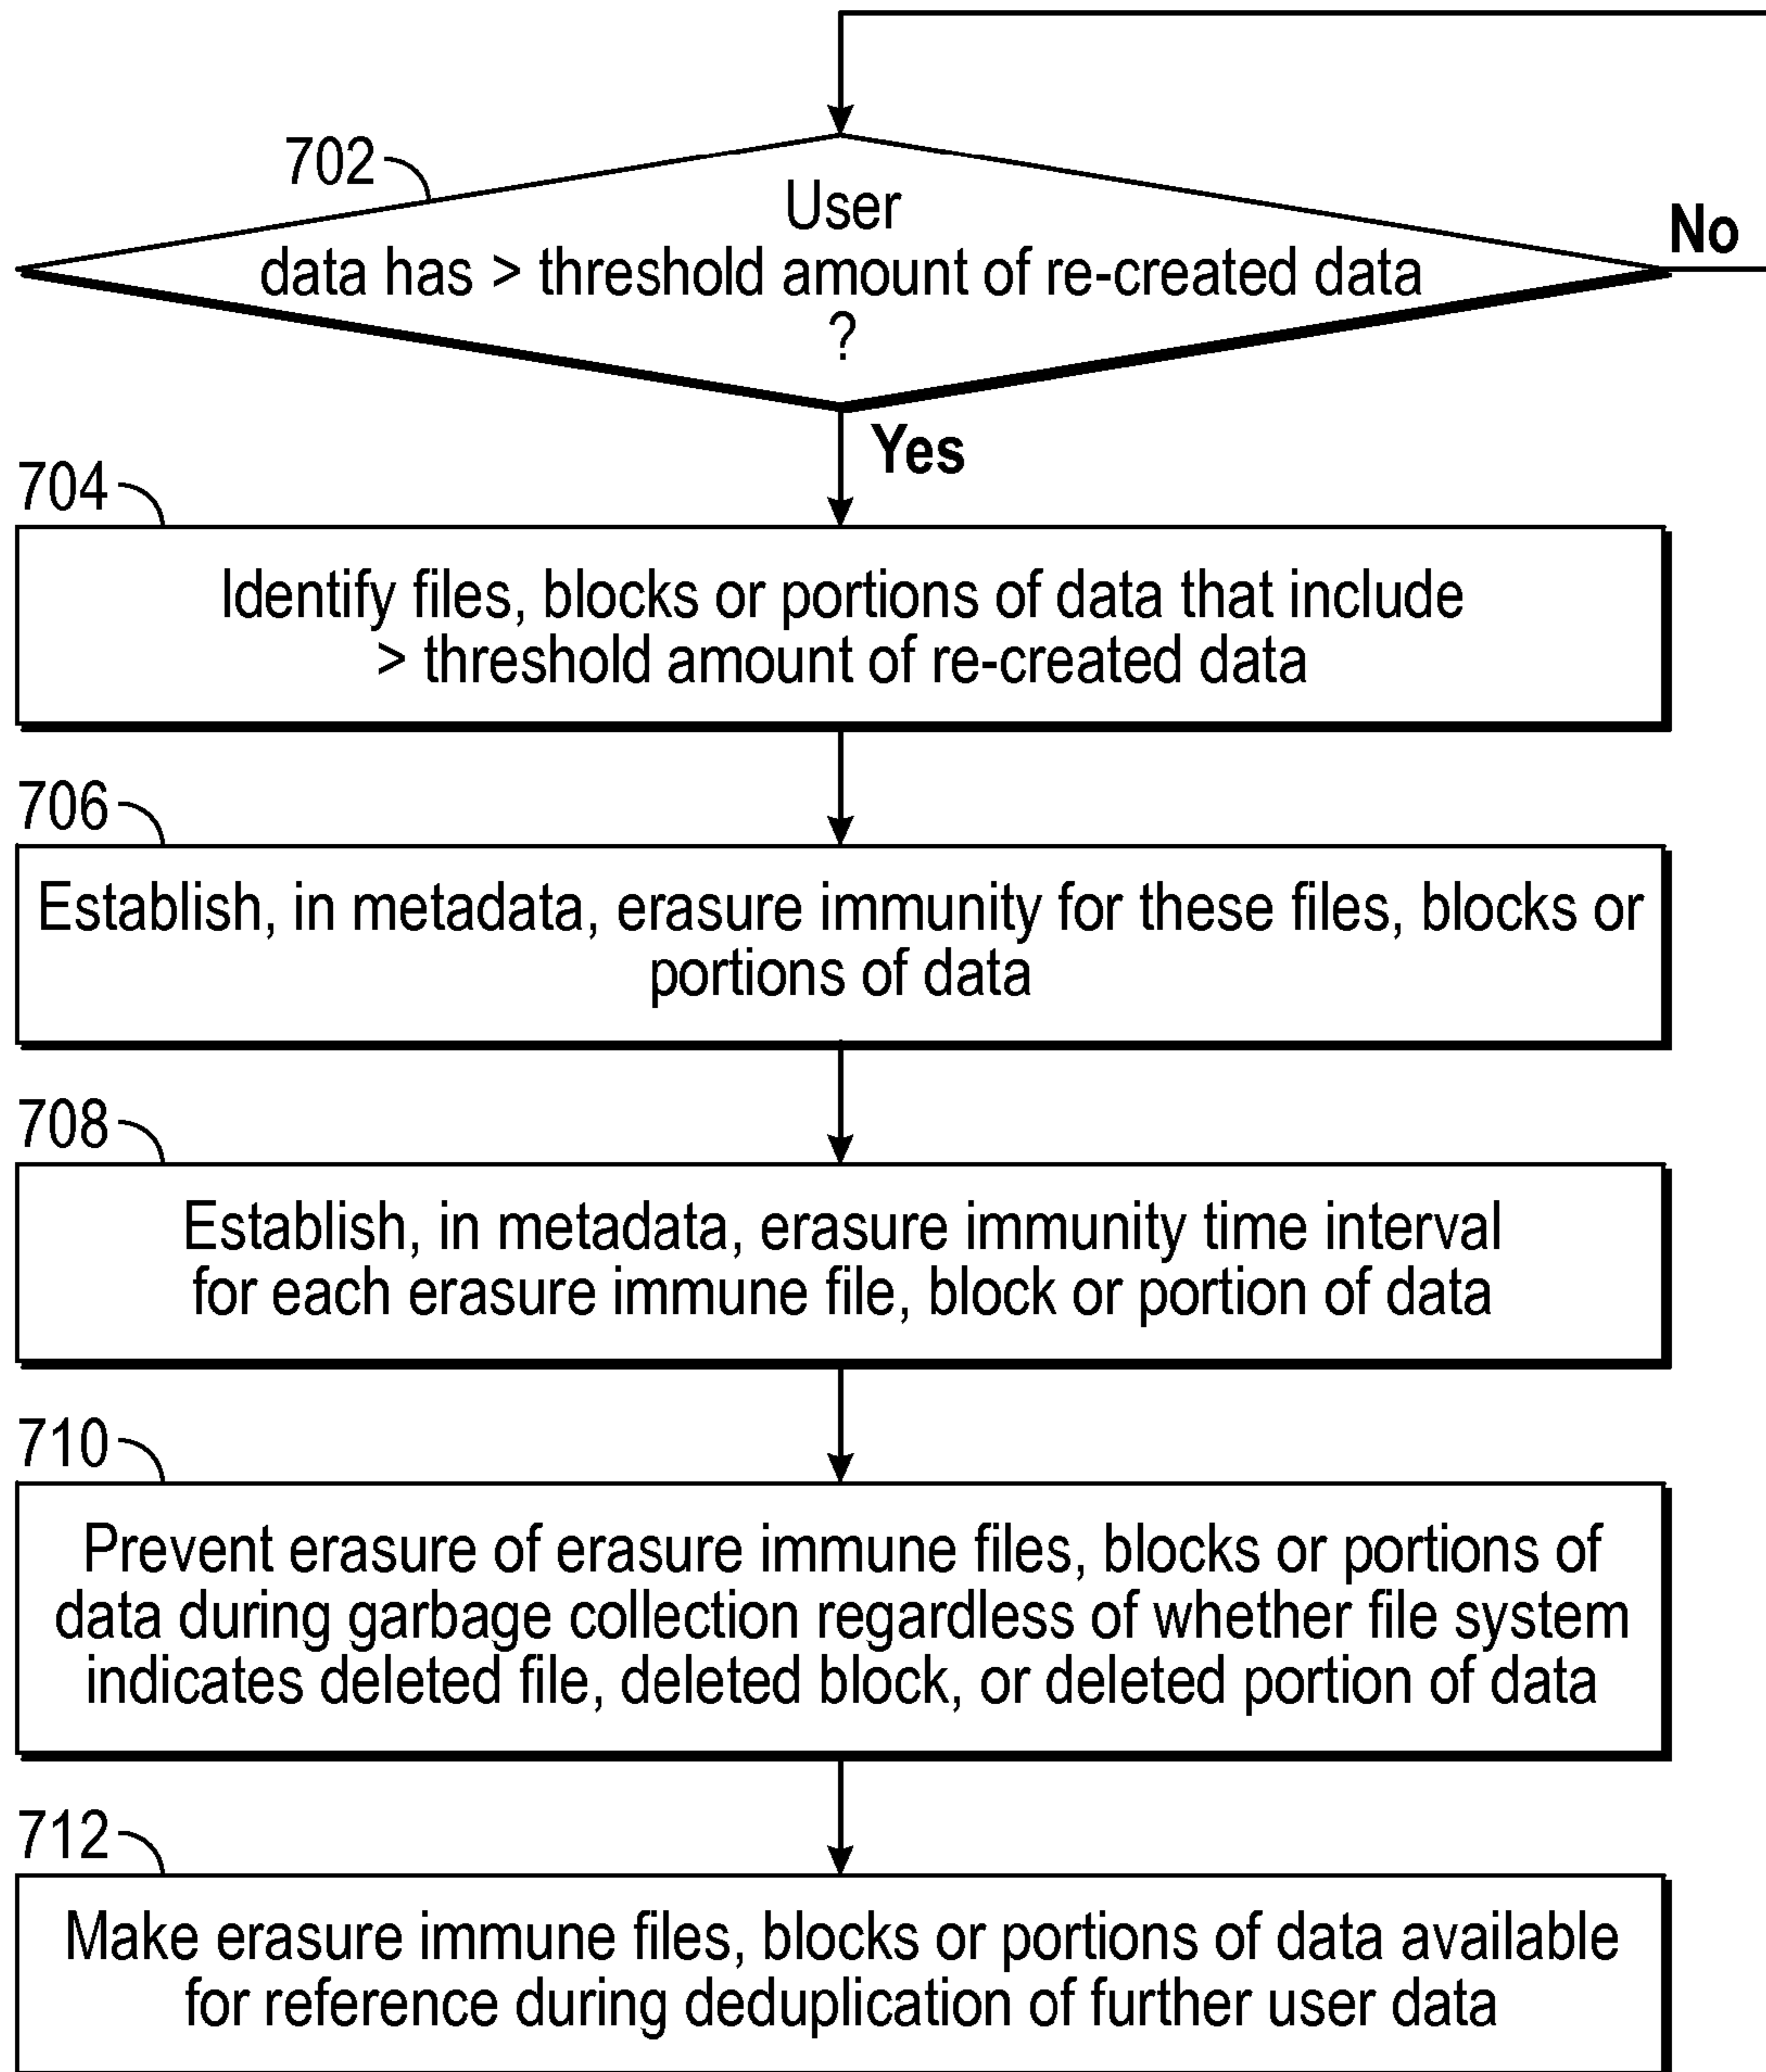 702
User
data has > threshold amount of re-created data
?
No
Yes
704
Identify files, blocks or portions of data that include
> threshold amount of re-created data
706
Establish, in metadata, erasure immunity for these files, blocks or
portions of data
708
Establish, in metadata, erasure immunity time interval
for each erasure immune file, block or portion of data
710
Prevent erasure of erasure immune files, blocks or portions of
data during garbage collection regardless of whether file system
indicates deleted file, deleted block, or deleted portion of data
712
Make erasure immune files, blocks or portions of data available
for reference during deduplication of further user data